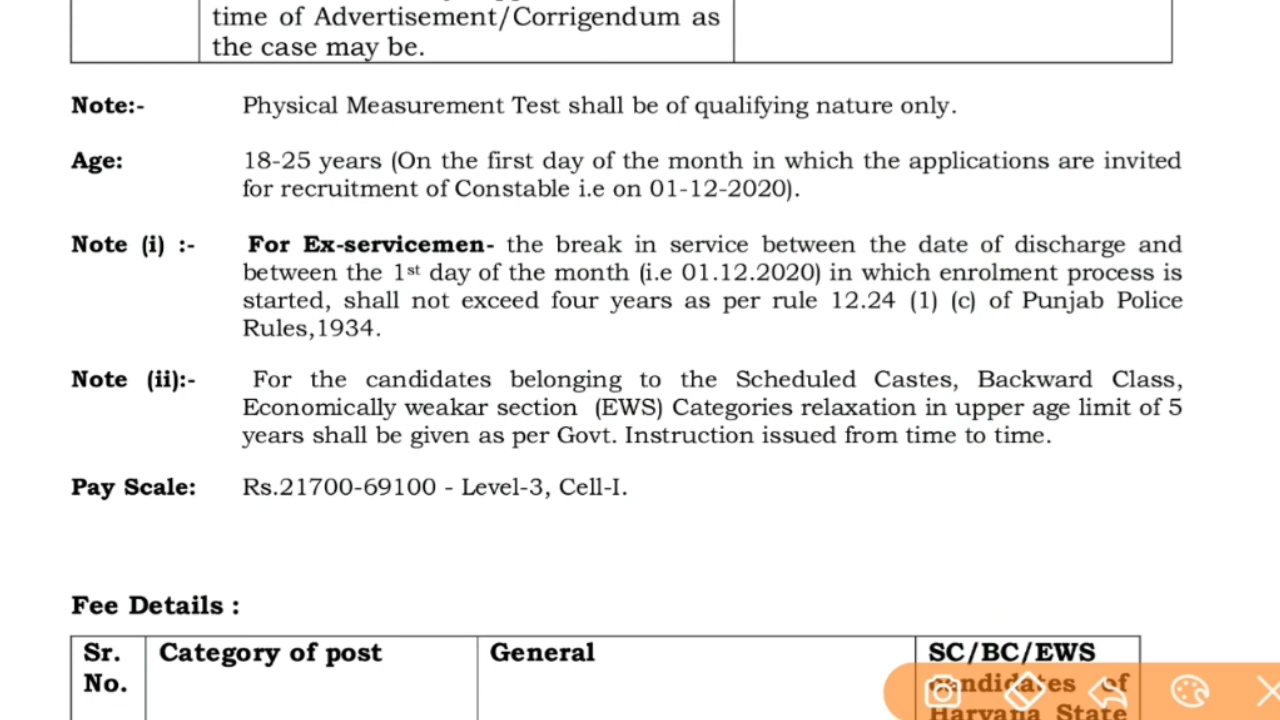 time of Advertisement/Corrigendum as
the case may be.
Note:- Physical Measurement Test shall be of qualifying nature only.
Age: 18-25 years (On the first day of the month in which the applications are invited
for recruitment of Constable i.e on 01-12-2020).
Note (i) :- For Ex-servicemen- the break in service between the date of discharge and
between the 1st day of the month (i.e 01.12.2020) in which enrolment process is
started, shall not exceed four years as per rule 12.24 (1) (c) of Punjab Police
Rules,1934.
Note (ii):- For the candidates belonging to the Scheduled Castes, Backward Class,
Economically weakar section (EWS) Categories relaxation in upper age limit of 5
years shall be given as per Govt. Instruction issued from time to time.
Pay Scale: Rs.21700-69100 - Level-3, Cell-I.
Fee Details :
Sr. Category of post General SC/BC/EWS
No. candidates of
Haryana State